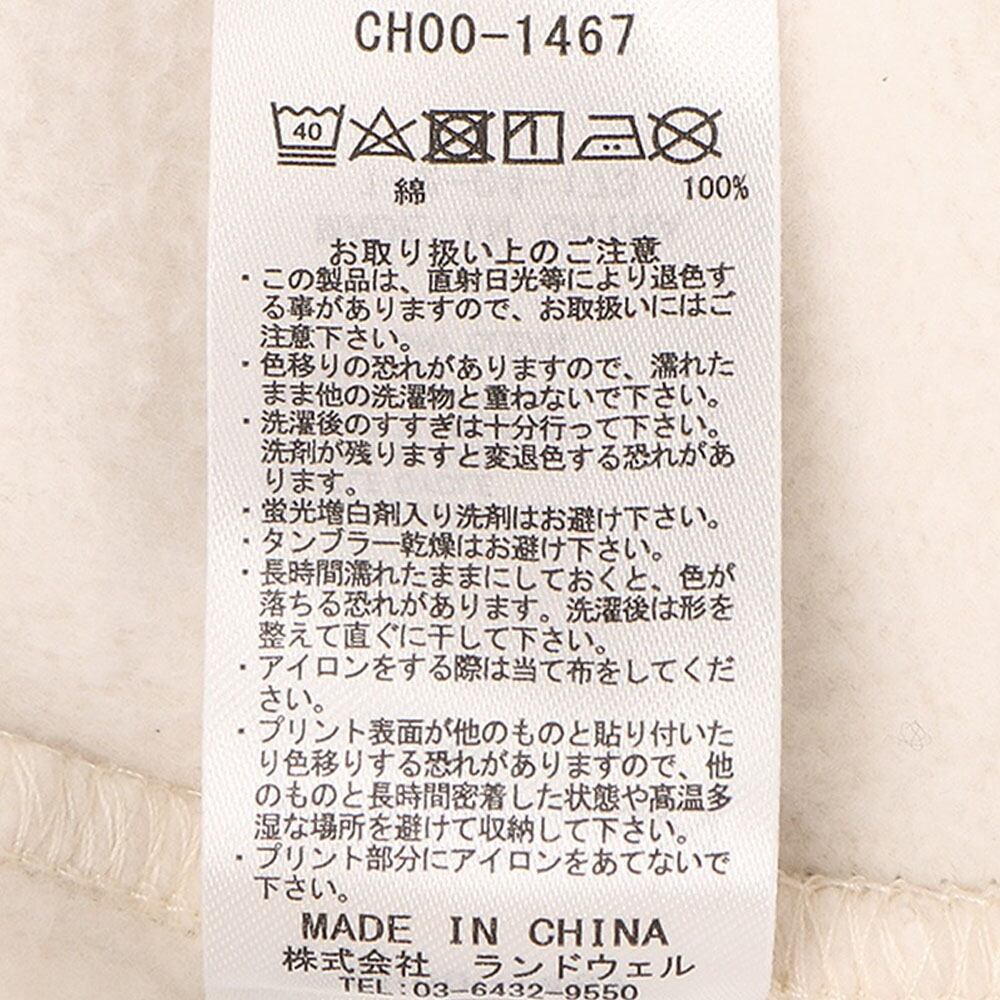 CH00-1467
40
綿 100%
お取り扱い上のご注意
・この製品は、直射日光等により退色す
る事がありますので、お取扱いにはご
注意下さい。
・色移りの恐れがありますので、濡れた
まま他の洗濯物と重ねないで下さい。
・洗濯後のすすぎは十分行って下さい。
洗剤が残りますと変退色する恐れがあ
ります。
・蛍光増白剤入り洗剤はお避け下さい。
・タンブラー乾燥はお避け下さい。
・長時間濡れたままにしておくと、色が
落ちる恐れがあります。洗濯後は形を
整えて直ぐに干して下さい。
・アイロンをする際は当て布をしてくだ
さい。
・プリント表面が他のものと貼り付いた
り色移りする恐れがありますので、他
のものと長時間密着した状態や高温多
湿な場所を避けて収納して下さい。
・プリント部分にアイロンをあてないで
下さい。
MADE IN CHINA
株式会社 ランドウェル
TEL:03-6432-9550